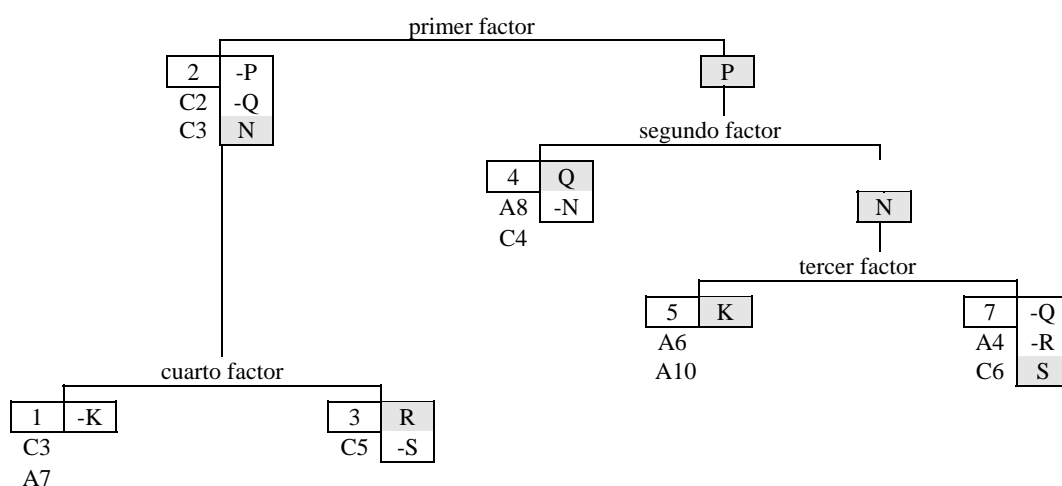 primer factor
2 -P
P
C2 -Q
C3 N
segundo factor
4 Q
A8 -N
N
C4
tercer factor
5 K
7 -Q
A6
A4 -R
A10
C6 S
cuarto factor
1 -K
3 R
C3
C5 -S
A7